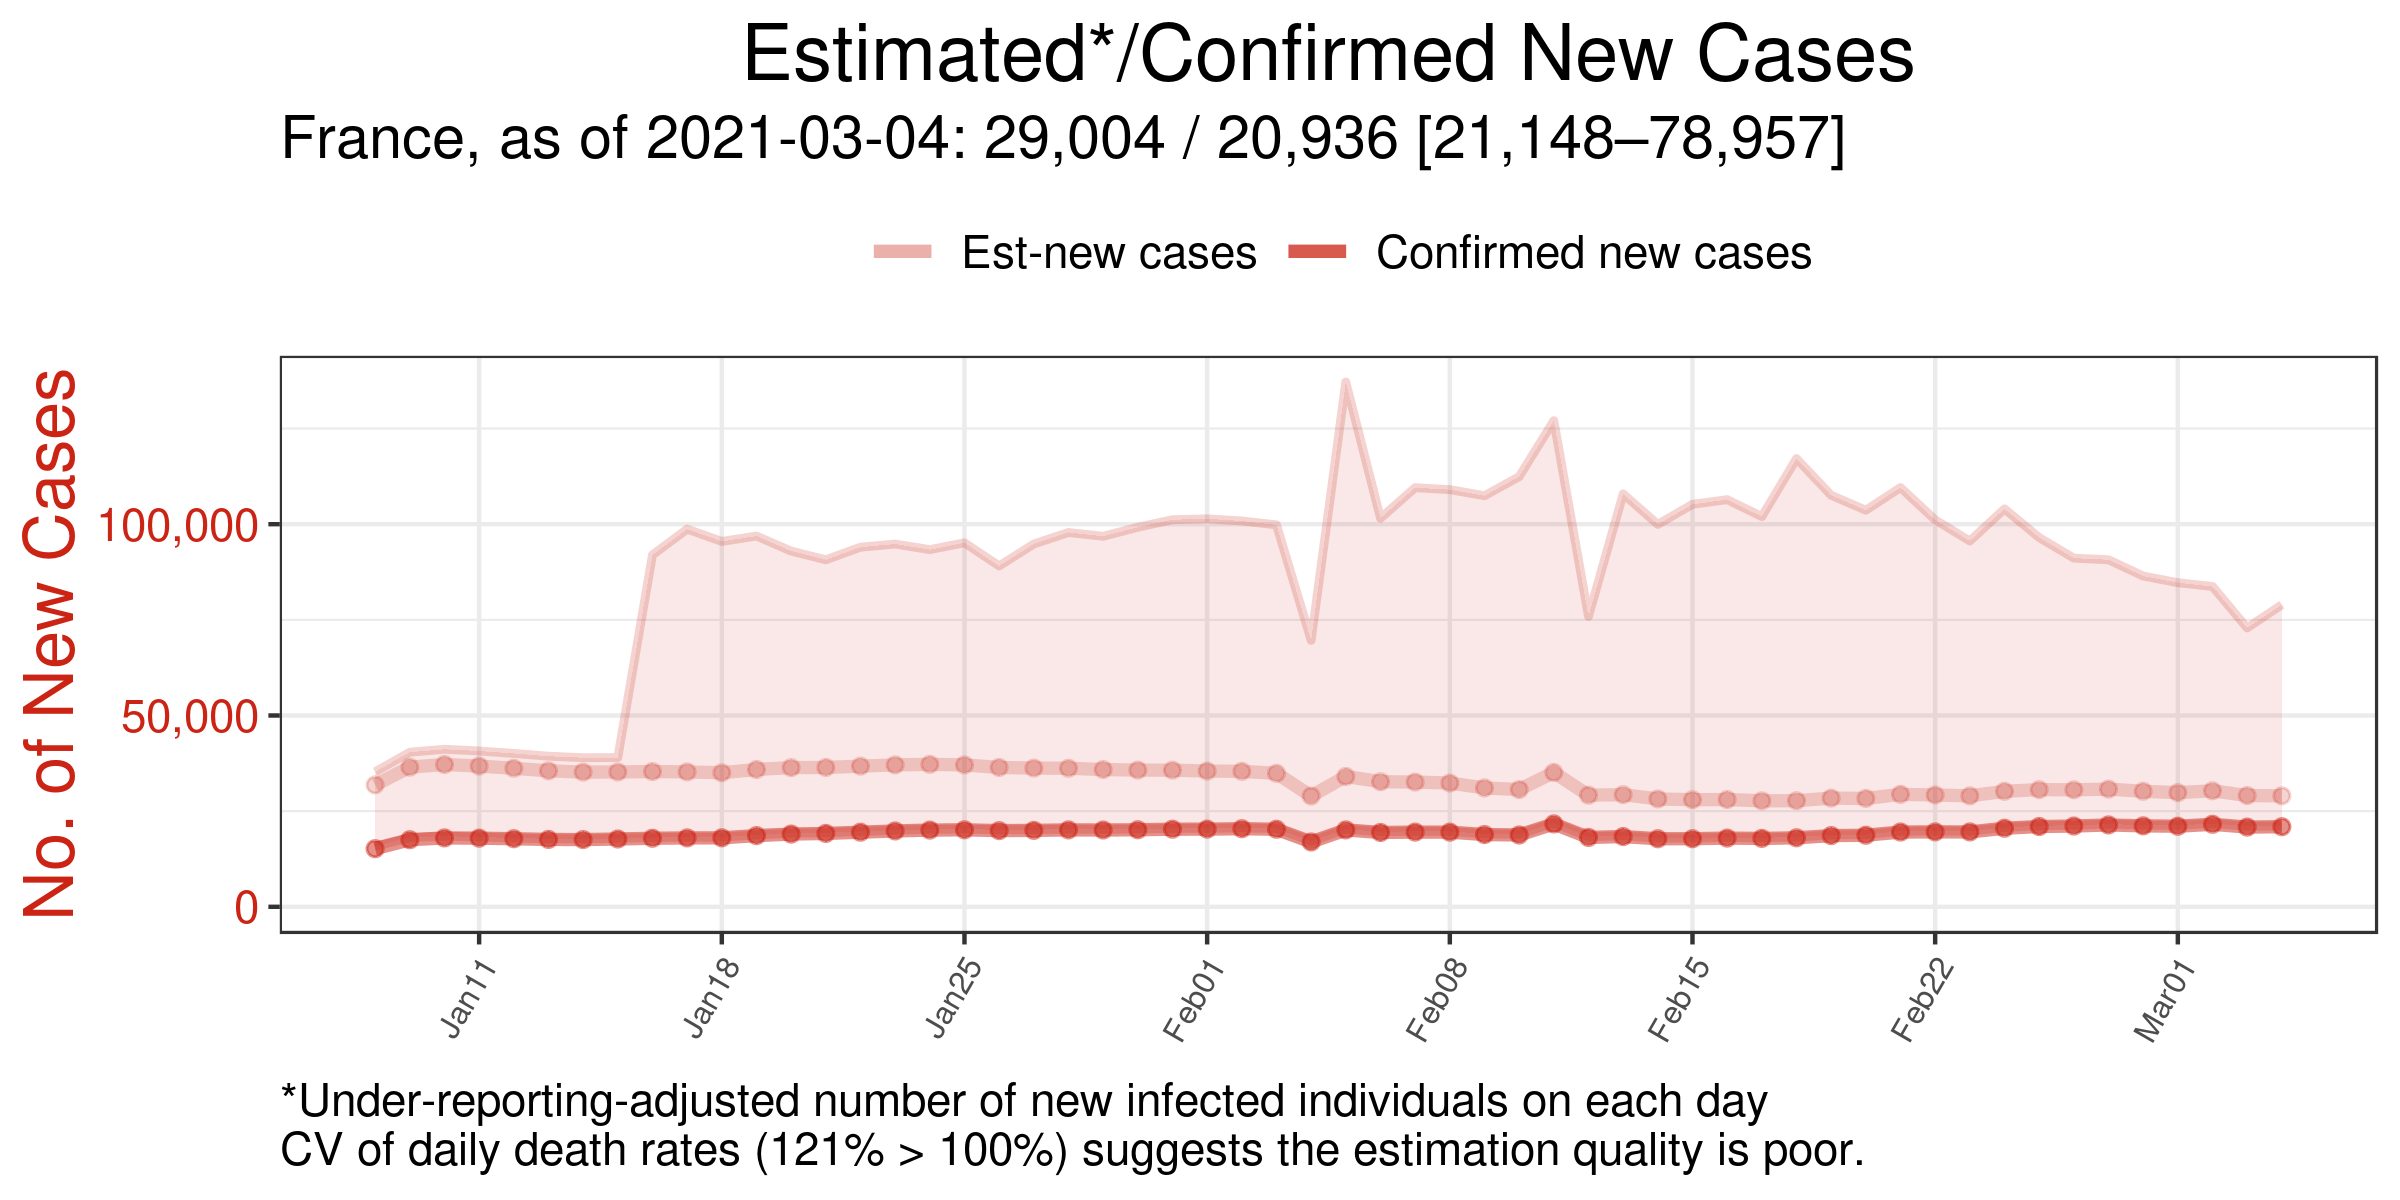 Estimated*/Confirmed New Cases
France, as of 2021-03-04: 29,004 / 20,936 [21,148–78,957]
Est-new cases
Confirmed new cases
No. of New Cases
100,000
50,000
0
Jan11
Jan18
Jan25
Feb01
Feb08
Feb15
Feb22
Mar01
*Under-reporting-adjusted number of new infected individuals on each day
CV of daily death rates (121% > 100%) suggests the estimation quality is poor.